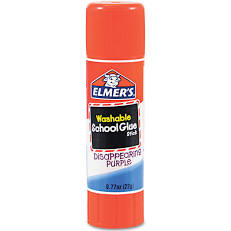 ELMER'S
Washable
School Glue
Stick
DISAPPEARING
PURPLE
0.77oz (22g)